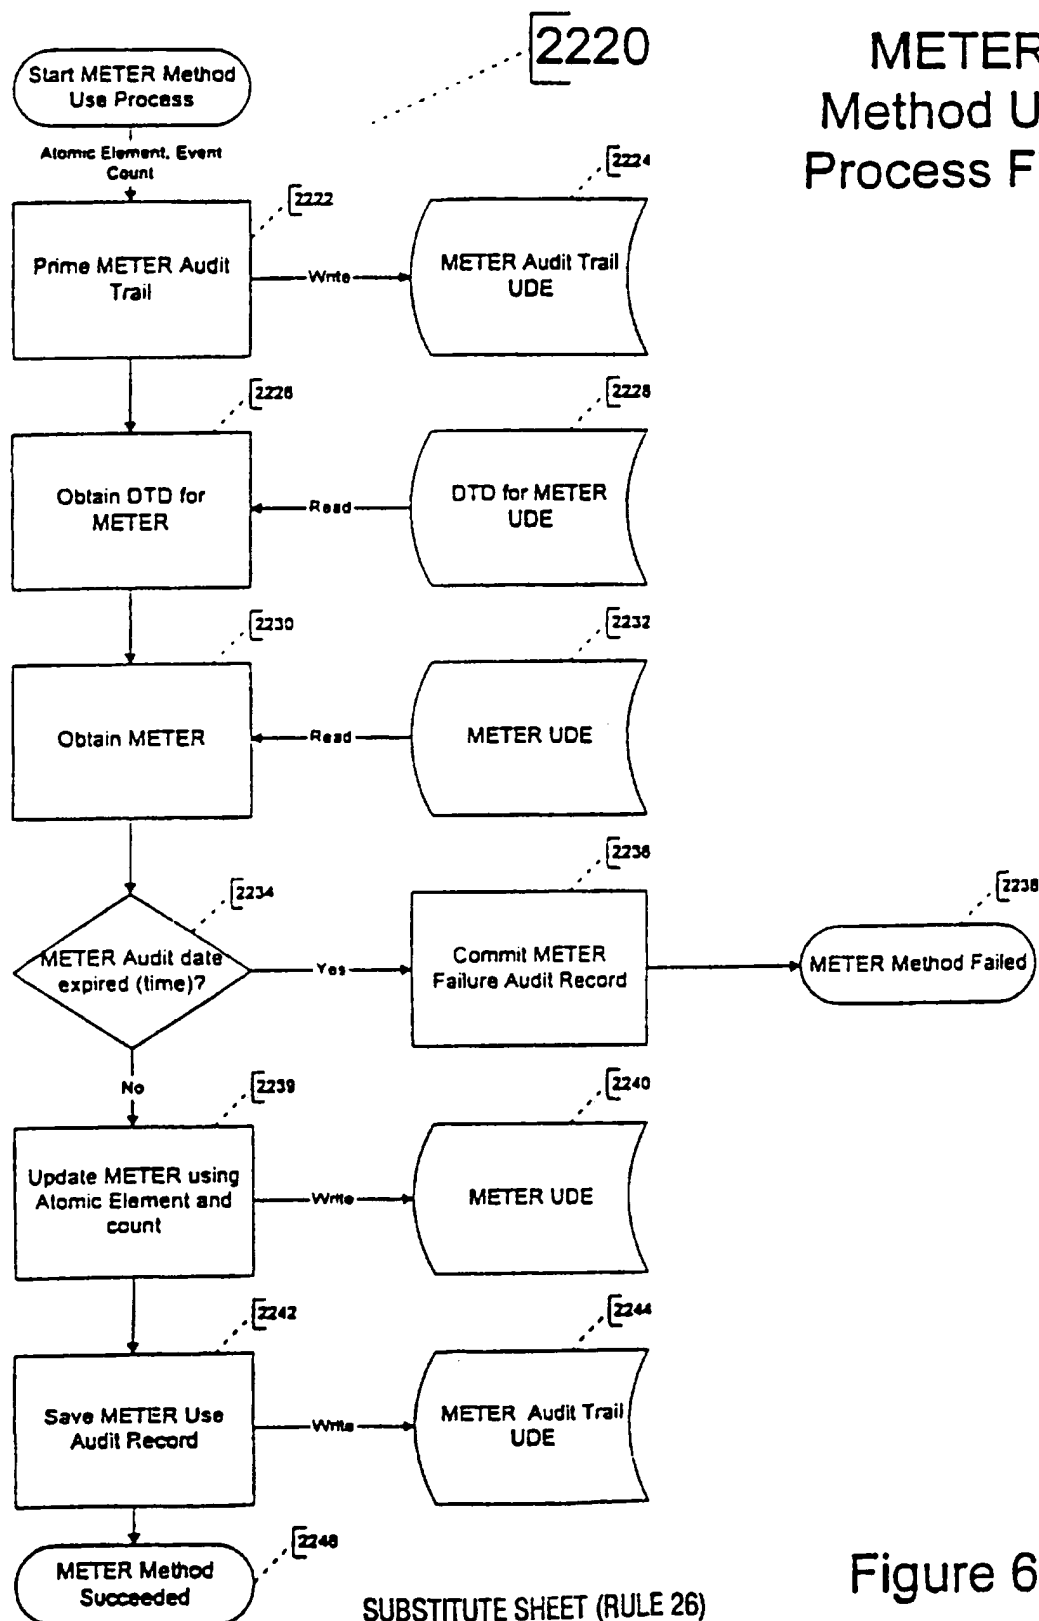 2220
METER
Method U
Process F
Start METER Method
Use Process
Atomic Element, Event
Count
2222
2224
Prime METER Audit
Trail
Write
METER Audit Trail
UDE
2226
2228
Obtain DTD for
METER
Read
DTD for METER
UDE
2230
2232
Obtain METER
Read
METER UDE
2234
2236
2238
METER Audit date
expired (time)?
Yes
Commit METER
Failure Audit Record
METER Method Failed
No
2239
2240
Update METER using
Atomic Element and
count
Write
METER UDE
2242
2244
Save METER Use
Audit Record
Write
METER Audit Trail
UDE
2246
METER Method
Succeeded
Figure 6
SUBSTITUTE SHEET (RULE 26)